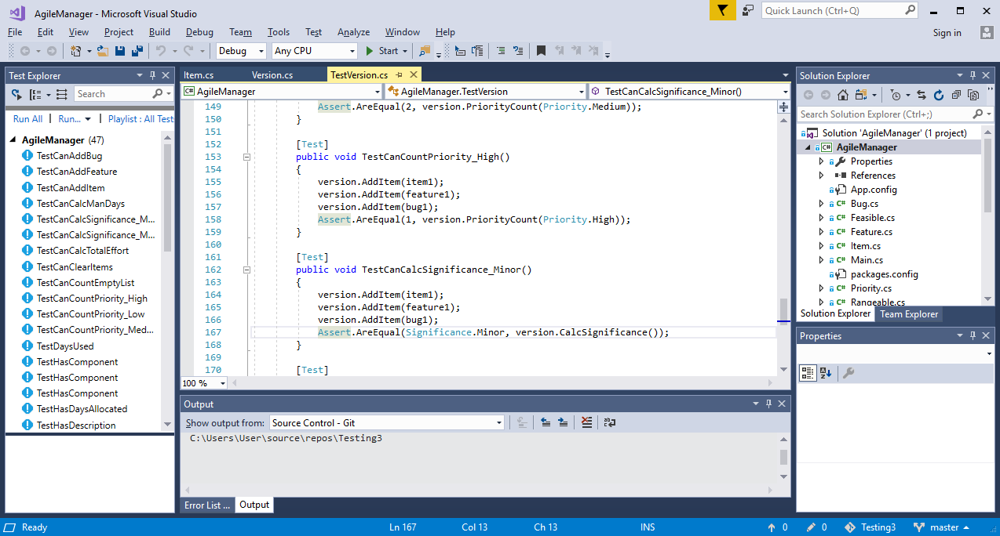 AgileManager - Microsoft Visual Studio
Quick Launch (Ctrl+Q)
File Edit View Project Build Debug Team Tools Test Analyze Window Help
Sign in
Debug Any CPU Start
Test Explorer
Search
Run All | Run... | Playlist : All Test
AgileManager (47)
TestCanAddBug
TestCanAddFeature
TestCanAddItem
TestCanCalcManDays
TestCanCalcSignificance_M...
TestCanCalcSignificance_M...
TestCanCalcTotalEffort
TestCanClearItems
TestCanCountEmptyList
TestCanCountPriority_High
TestCanCountPriority_Low
TestCanCountPriority_Med...
TestDaysUsed
TestHasComponent
TestHasComponent
TestHasComponent
TestHasDaysAllocated
TestHasDescription
Item.cs Version.cs TestVersion.cs
C# AgileManager AgileManager.TestVersion TestCanCalcSignificance_Minor()
149 Assert.AreEqual(2, version.PriorityCount(Priority.Medium));
150 }
151
152 [Test]
153 public void TestCanCountPriority_High()
154 {
155 version.AddItem(item1);
156 version.AddItem(feature1);
157 version.AddItem(bug1);
158 Assert.AreEqual(1, version.PriorityCount(Priority.High));
159 }
160
161 [Test]
162 public void TestCanCalcSignificance_Minor()
163 {
164 version.AddItem(item1);
165 version.AddItem(feature1);
166 version.AddItem(bug1);
167 Assert.AreEqual(Significance.Minor, version.CalcSignificance());
168 }
169
170 [Test]
100 %
Output
Show output from: Source Control - Git
C:\Users\User\source\repos\Testing3
Error List ... Output
Solution Explorer
Search Solution Explorer (Ctrl+;)
Solution 'AgileManager' (1 project)
C# AgileManager
Properties
References
App.config
C# Bug.cs
C# Feasible.cs
C# Feature.cs
C# Item.cs
C# Main.cs
packages.config
C# Priority.cs
C# Rangeable.cs
Solution Explorer Team Explorer
Properties
Ready Ln 167 Col 13 Ch 13 INS 0 0 Testing3 master